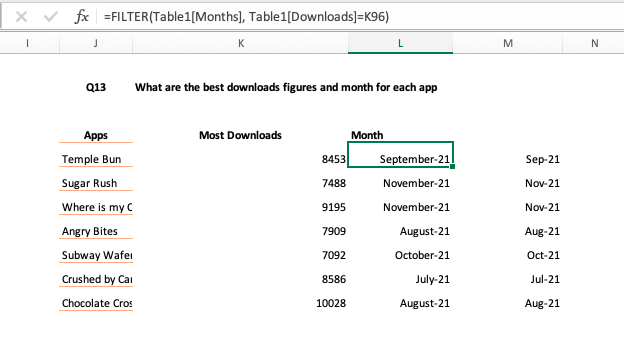 fx =FILTER(Table1[Months], Table1[Downloads]=K96)
I J K L M N
Q13 What are the best downloads figures and month for each app
Apps Most Downloads Month
Temple Bun 8453 September-21 Sep-21
Sugar Rush 7488 November-21 Nov-21
Where is my C 9195 November-21 Nov-21
Angry Bites 7909 August-21 Aug-21
Subway Wafe 7092 October-21 Oct-21
Crushed by Ca 8586 July-21 Jul-21
Chocolate Cros 10028 August-21 Aug-21